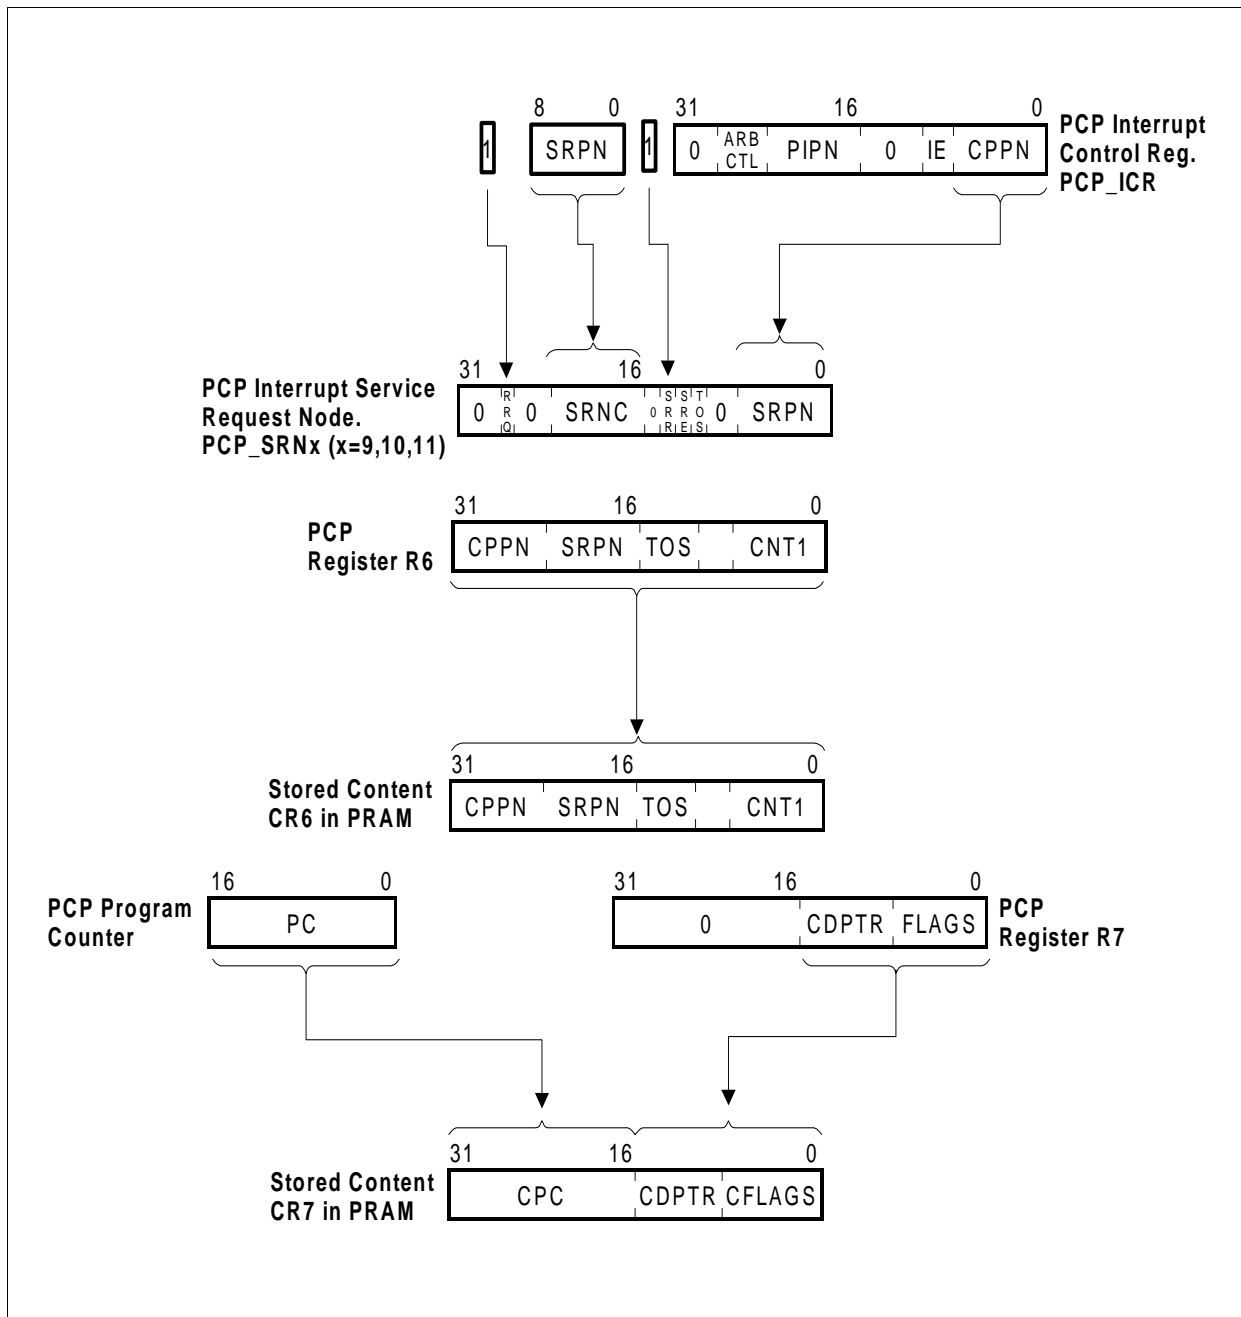 8 0 31 16 0
1 SRPN 1 0 ARB CTL PIPN 0 IE CPPN
PCP Interrupt
Control Reg.
PCP_ICR
31 16 0
PCP Interrupt Service
Request Node.
PCP_SRNx (x=9,10,11)
0 RRQ 0 SRNC 0 SRR SRE TOS 0 SRPN
31 16 0
PCP
Register R6
CPPN SRPN TOS CNT1
31 16 0
Stored Content
CR6 in PRAM
CPPN SRPN TOS CNT1
16 0
PCP Program
Counter
PC
31 16 0
0 CDPTR FLAGS
PCP
Register R7
31 16 0
Stored Content
CR7 in PRAM
CPC CDPTR CFLAGS